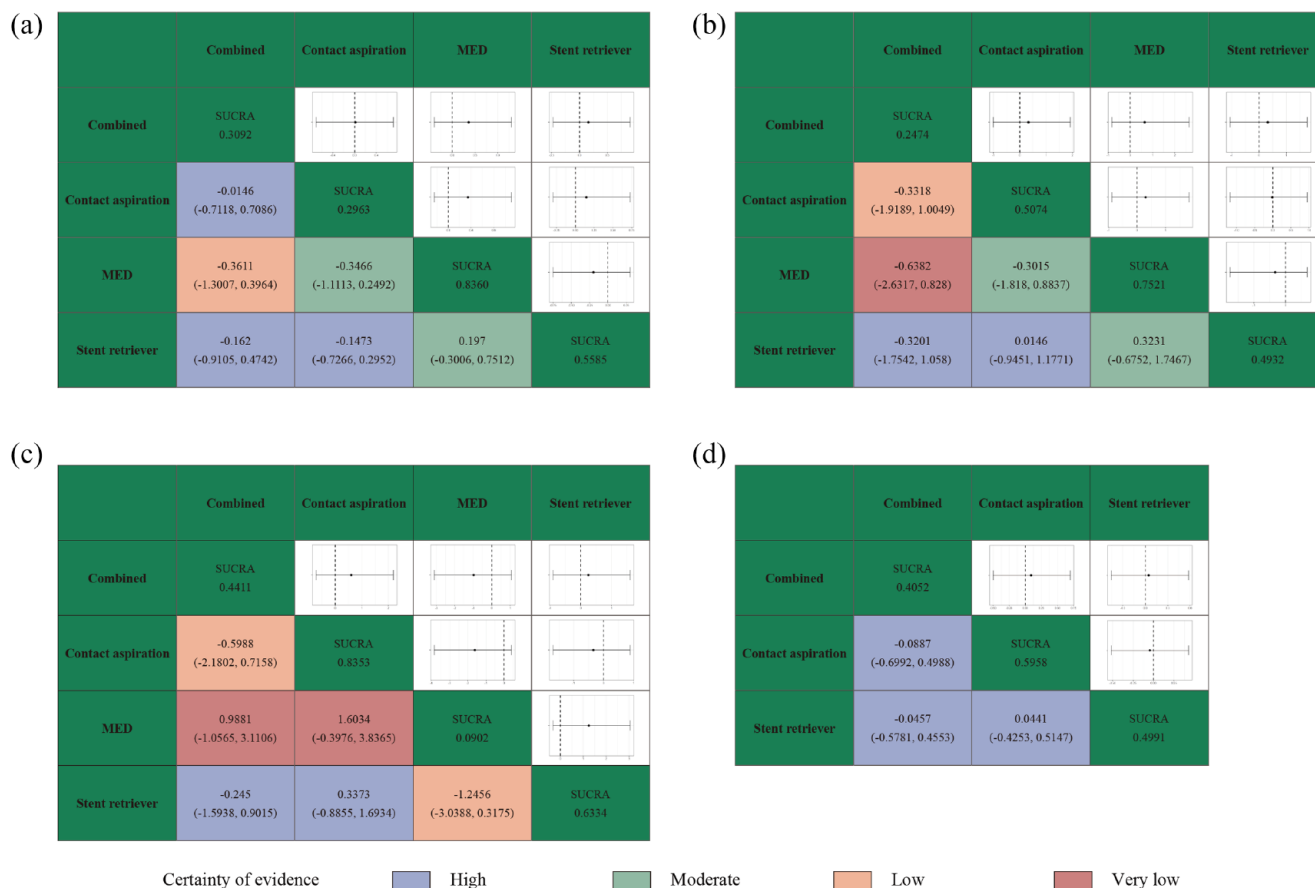 (a)
Combined Contact aspiration MED Stent retriever
Combined SUCRA
0.3092
Contact aspiration -0.0146
(-0.7118, 0.7086) SUCRA
0.2963
MED -0.3611
(-1.3007, 0.3964) -0.3466
(-1.1113, 0.2492) SUCRA
0.8360
Stent retriever -0.162
(-0.9105, 0.4742) -0.1473
(-0.7266, 0.2952) 0.197
(-0.3006, 0.7512) SUCRA
0.5585
(b)
Combined Contact aspiration MED Stent retriever
Combined SUCRA
0.2474
Contact aspiration -0.3318
(-1.9189, 1.0049) SUCRA
0.5074
MED -0.6382
(-2.6317, 0.828) -0.3015
(-1.818, 0.8837) SUCRA
0.7521
Stent retriever -0.3201
(-1.7542, 1.058) 0.0146
(-0.9451, 1.1771) 0.3231
(-0.6752, 1.7467) SUCRA
0.4932
(c)
Combined Contact aspiration MED Stent retriever
Combined SUCRA
0.4411
Contact aspiration -0.5988
(-2.1802, 0.7158) SUCRA
0.8353
MED 0.9881
(-1.0565, 3.1106) 1.6034
(-0.3976, 3.8365) SUCRA
0.0902
Stent retriever -0.245
(-1.5938, 0.9015) 0.3373
(-0.8855, 1.6934) -1.2456
(-3.0388, 0.3175) SUCRA
0.6334
(d)
Combined Contact aspiration Stent retriever
Combined SUCRA
0.4052
Contact aspiration -0.0887
(-0.6992, 0.4988) SUCRA
0.5958
Stent retriever -0.0457
(-0.5781, 0.4553) 0.0441
(-0.4253, 0.5147) SUCRA
0.4991
Certainty of evidence High Moderate Low Very low